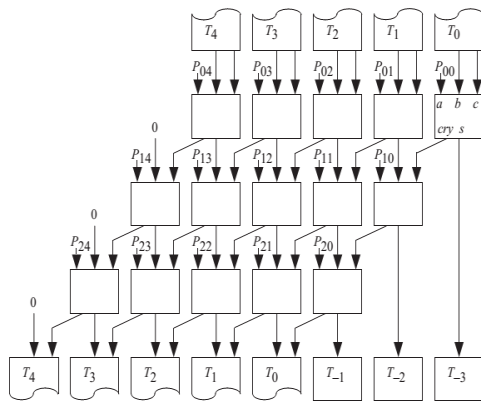 T4 T3 T2 T1 T0
P04 P03 P02 P01 P00
a b c
cry s
0
P14 P13 P12 P11 P10
0
P24 P23 P22 P21 P20
0
T4 T3 T2 T1 T0 T–1 T–2 T–3